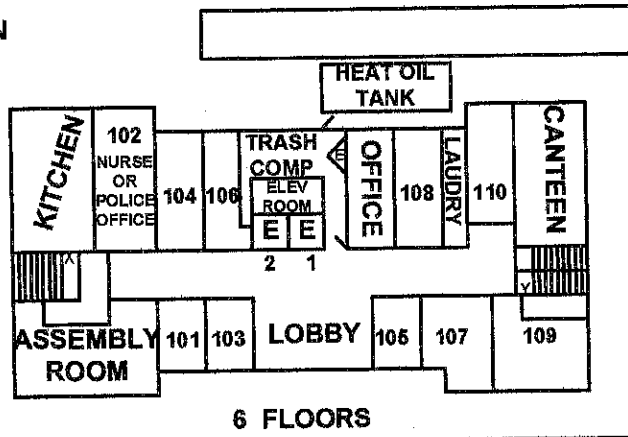 N
HEAT OIL
TANK
KITCHEN
102
NURSE
OR
POLICE
OFFICE
104
106
TRASH
COMP
ELEV
ROOM
E
E
2
1
E
OFFICE
108
LAUDRY
110
CANTEEN
X
Y
ASSEMBLY
ROOM
101
103
LOBBY
105
107
109
6 FLOORS